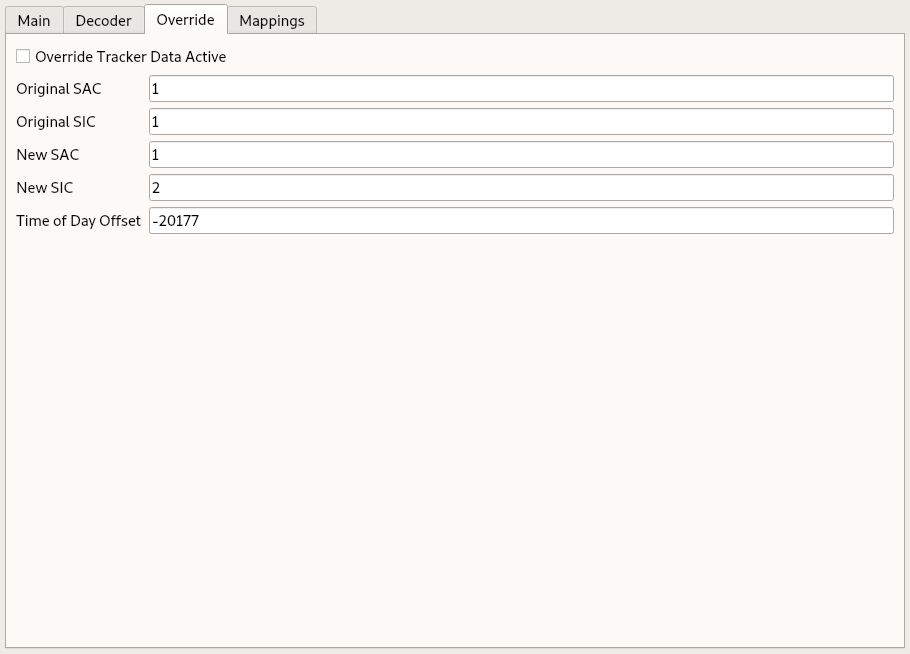 Main Decoder Override Mappings
Override Tracker Data Active
Original SAC 1
Original SIC 1
New SAC 1
New SIC 2
Time of Day Offset -20177